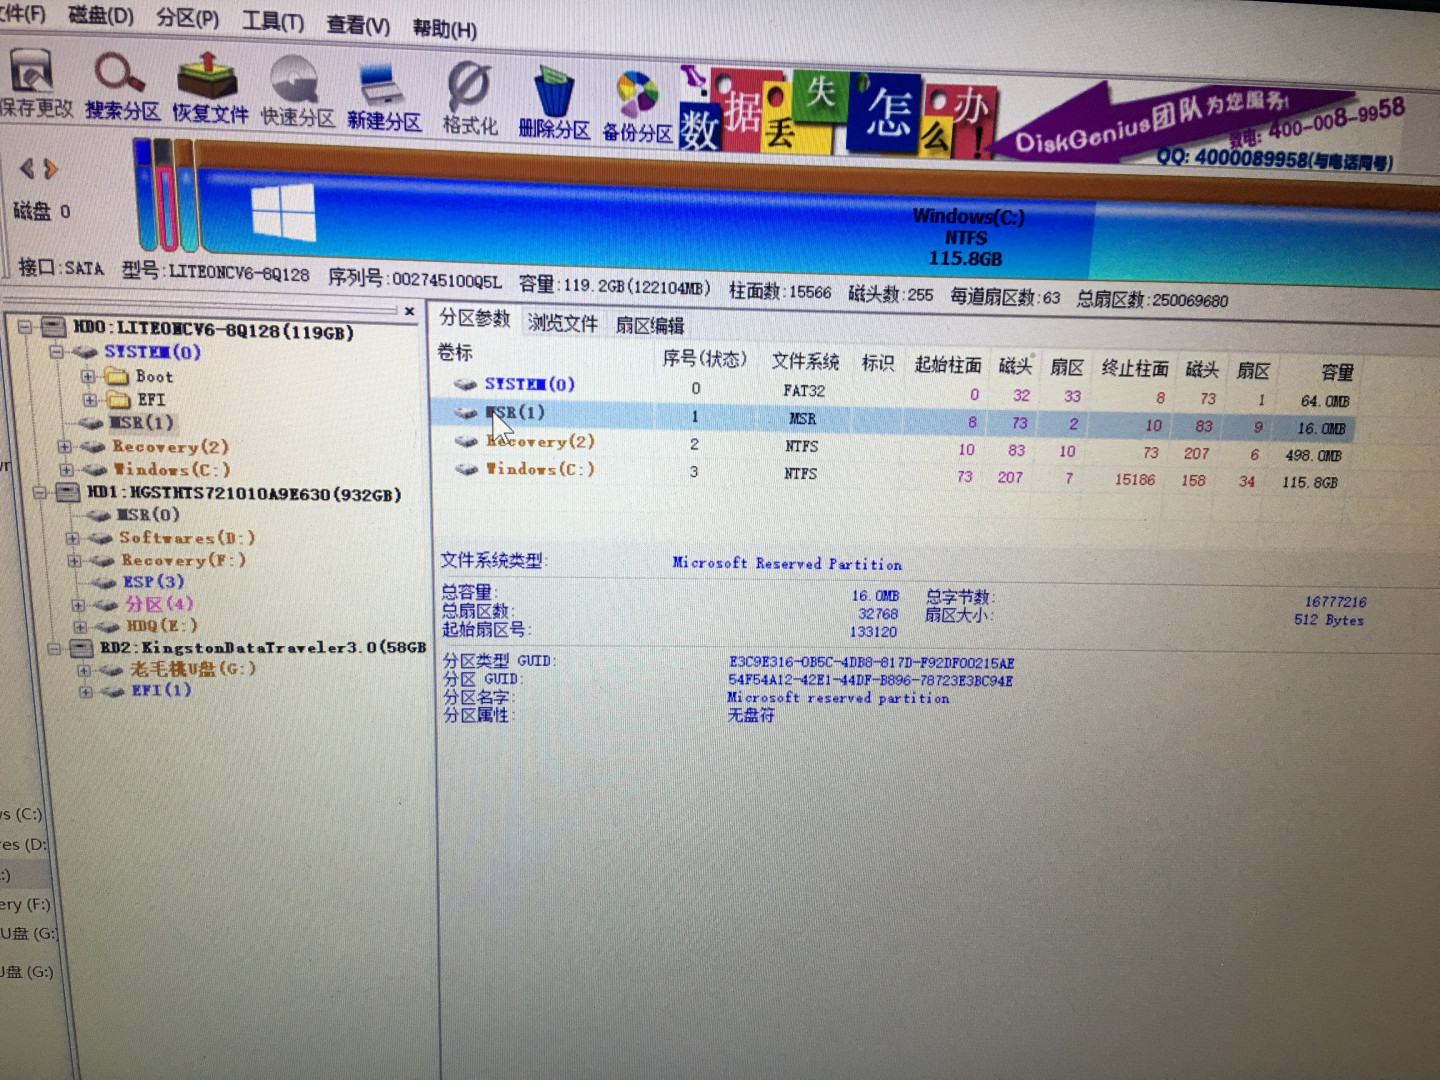 文件(F) 磁盘(D) 分区(P) 工具(T) 查看(V) 帮助(H)
保存更改 搜索分区 恢复文件 快速分区 新建分区 格式化 删除分区 备份分区
数据丢失怎么办!
DiskGenius团队为您服务!
致电: 400-008-9958
QQ: 4000089958(与电话同号)
磁盘 0
Windows(C:)
NTFS
115.8GB
接口:SATA 型号:LITEONCV6-8Q128 序列号:002745100Q5L 容量:119.2GB(122104MB) 柱面数:15566 磁头数:255 每道扇区数:63 总扇区数:250069680
HD0:LITEONCV6-8Q128(119GB)
SYSTEM(0)
Boot
EFI
MSR(1)
Recovery(2)
Windows(C:)
HD1:HGSTHTS721010A9E630(932GB)
MSR(0)
Softwares(D:)
Recovery(F:)
ESP(3)
分区(4)
HDQ(E:)
RD2:KingstonDataTraveler3.0(58GB
老毛桃U盘(G:)
EFI(1)
分区参数 浏览文件 扇区编辑
卷标 序号(状态) 文件系统 标识 起始柱面 磁头 扇区 终止柱面 磁头 扇区 容量
SYSTEM(0) 0 FAT32 0 32 33 8 73 1 64.0MB
MSR(1) 1 MSR 8 73 2 10 83 9 16.0MB
Recovery(2) 2 NTFS 10 83 10 73 207 6 498.0MB
Windows(C:) 3 NTFS 73 207 7 15186 158 34 115.8GB
文件系统类型: Microsoft Reserved Partition
总容量: 16.0MB 总字节数: 16777216
总扇区数: 32768 扇区大小: 512 Bytes
起始扇区号: 133120
分区类型 GUID: E3C9E316-0B5C-4DB8-817D-F92DF00215AE
分区 GUID: 54F54A12-42E1-44DF-B896-78723E3BC94E
分区名字: Microsoft reserved partition
分区属性: 无盘符
ws (C:)
res (D:
:)
ery (F:)
U盘 (G:)
U盘 (G:)